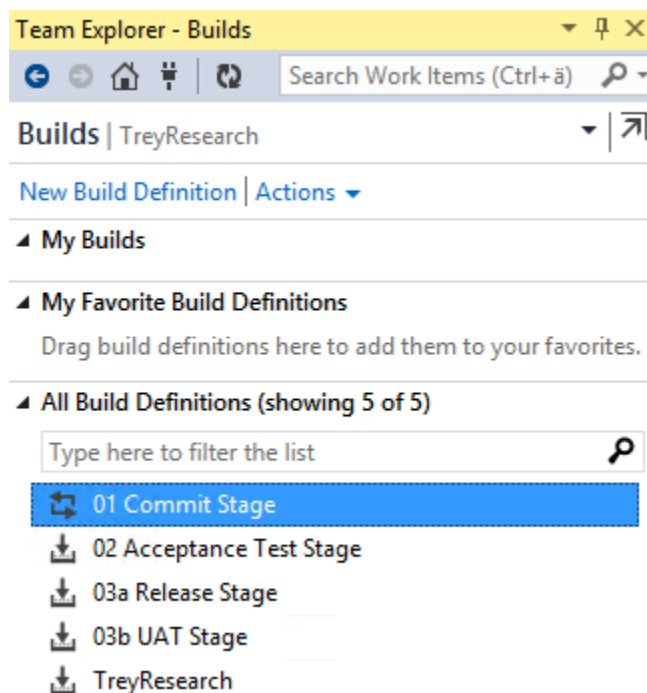 Team Explorer - Builds
Search Work Items (Ctrl+ä)
Builds | TreyResearch
New Build Definition | Actions
My Builds
My Favorite Build Definitions
Drag build definitions here to add them to your favorites.
All Build Definitions (showing 5 of 5)
Type here to filter the list
01 Commit Stage
02 Acceptance Test Stage
03a Release Stage
03b UAT Stage
TreyResearch